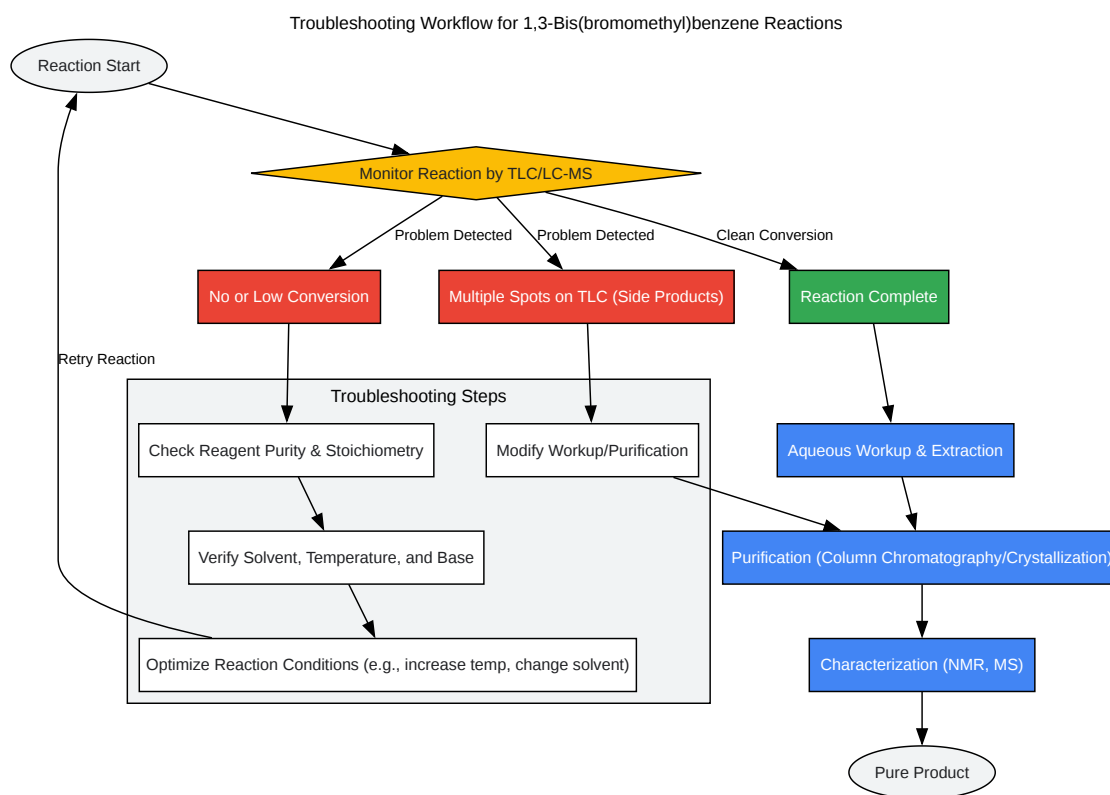 Troubleshooting Workflow for 1,3-Bis(bromomethyl)benzene Reactions
Reaction Start
Monitor Reaction by TLC/LC-MS
Problem Detected
Problem Detected
Clean Conversion
No or Low Conversion
Multiple Spots on TLC (Side Products)
Reaction Complete
Retry Reaction
Troubleshooting Steps
Check Reagent Purity & Stoichiometry
Modify Workup/Purification
Aqueous Workup & Extraction
Verify Solvent, Temperature, and Base
Purification (Column Chromatography/Crystallization)
Optimize Reaction Conditions (e.g., increase temp, change solvent)
Characterization (NMR, MS)
Pure Product